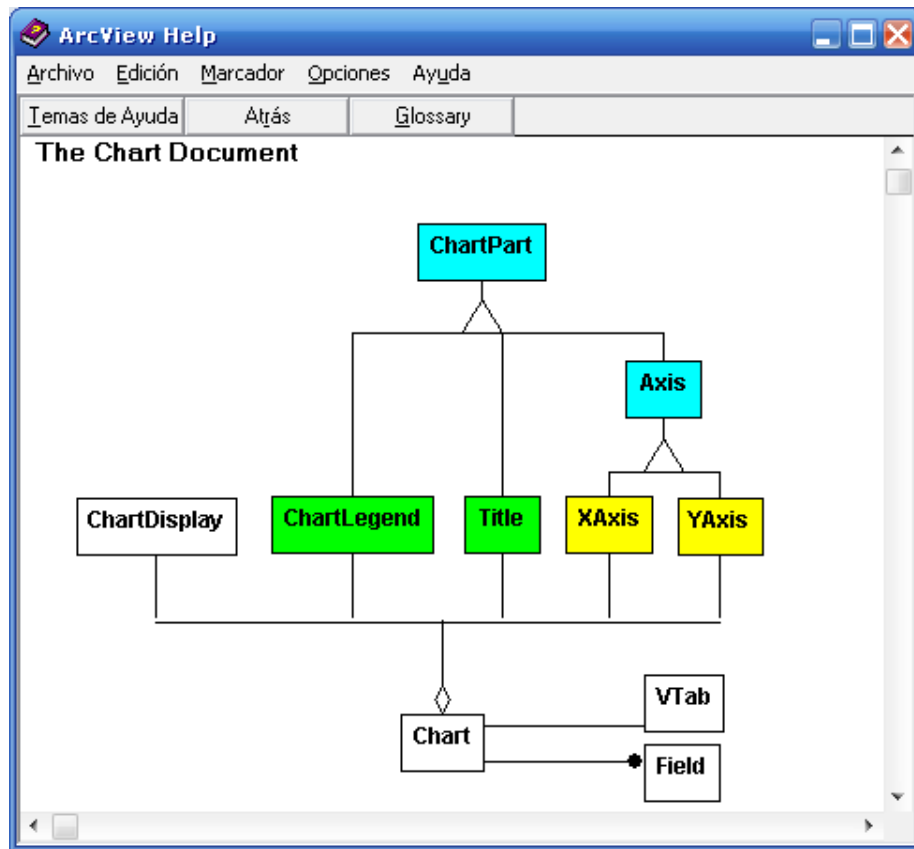 ArcView Help
Archivo Edición Marcador Opciones Ayuda
Temas de Ayuda Atrás Glossary
The Chart Document
ChartPart
Axis
ChartDisplay ChartLegend Title XAxis YAxis
VTab
Chart
Field